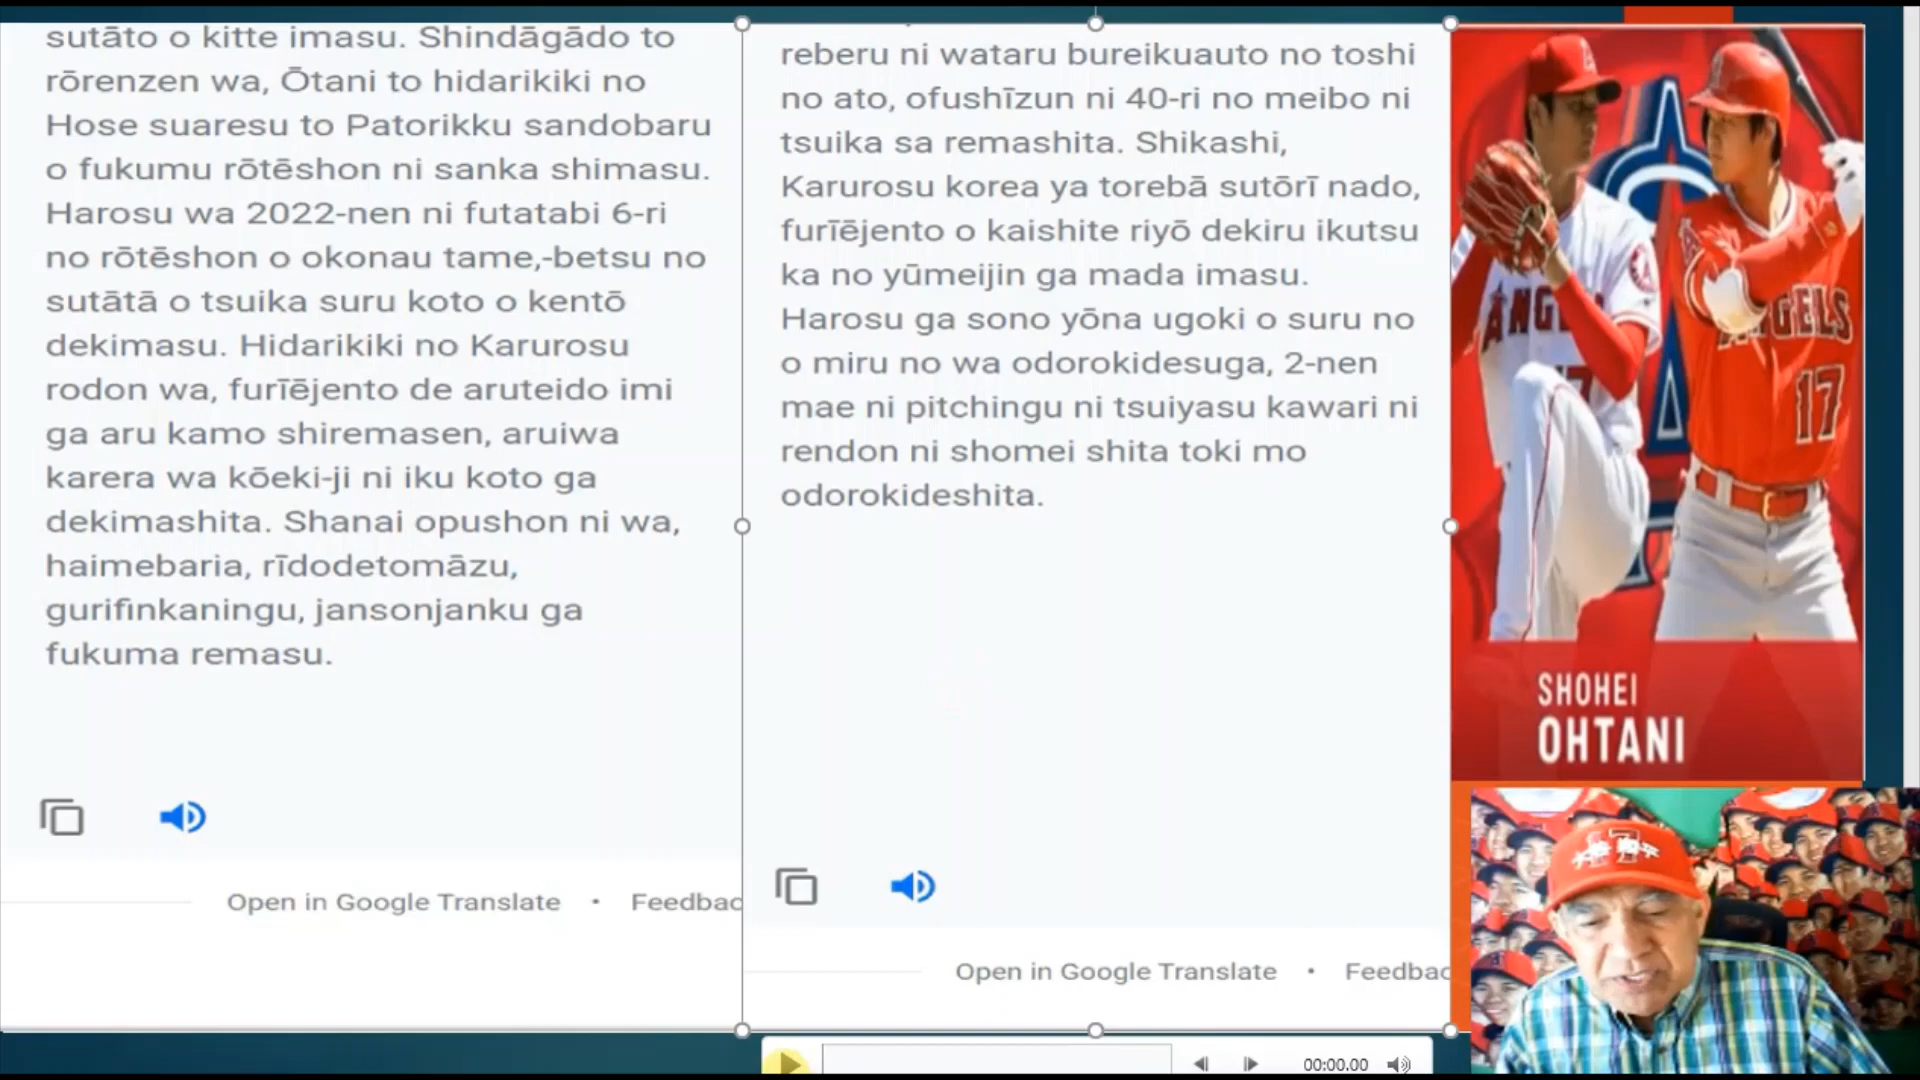 sutāto o kitte imasu. Shindāgādo to
rōrenzen wa, Ōtani to hidarikiki no
Hose suaresu to Patorikku sandobaru
o fukumu rōtēshon ni sanka shimasu.
Harosu wa 2022-nen ni futatabi 6-ri
no rōtēshon o okonau tame,-betsu no
sutātā o tsuika suru koto o kentō
dekimasu. Hidarikiki no Karurosu
rodon wa, furīējento de aruteido imi
ga aru kamo shiremasen, aruiwa
karera wa kōeki-ji ni iku koto ga
dekimashita. Shanai opushon ni wa,
haimebaria, rīdodetomāzu,
gurifinkaningu, jansonjanku ga
fukuma remasu.
Open in Google Translate • Feedbac
reberu ni wataru bureikuauto no toshi
no ato, ofushīzun ni 40-ri no meibo ni
tsuika sa remashita. Shikashi,
Karurosu korea ya torebā sutōrī nado,
furīējento o kaishite riyō dekiru ikutsu
ka no yūmeijin ga mada imasu.
Harosu ga sono yōna ugoki o suru no
o miru no wa odorokidesuga, 2-nen
mae ni pitchingu ni tsuiyasu kawari ni
rendon ni shomei shita toki mo
odorokideshita.
Open in Google Translate • Feedbac
ANGELS
17
SHOHEI
OHTANI
00:00.00